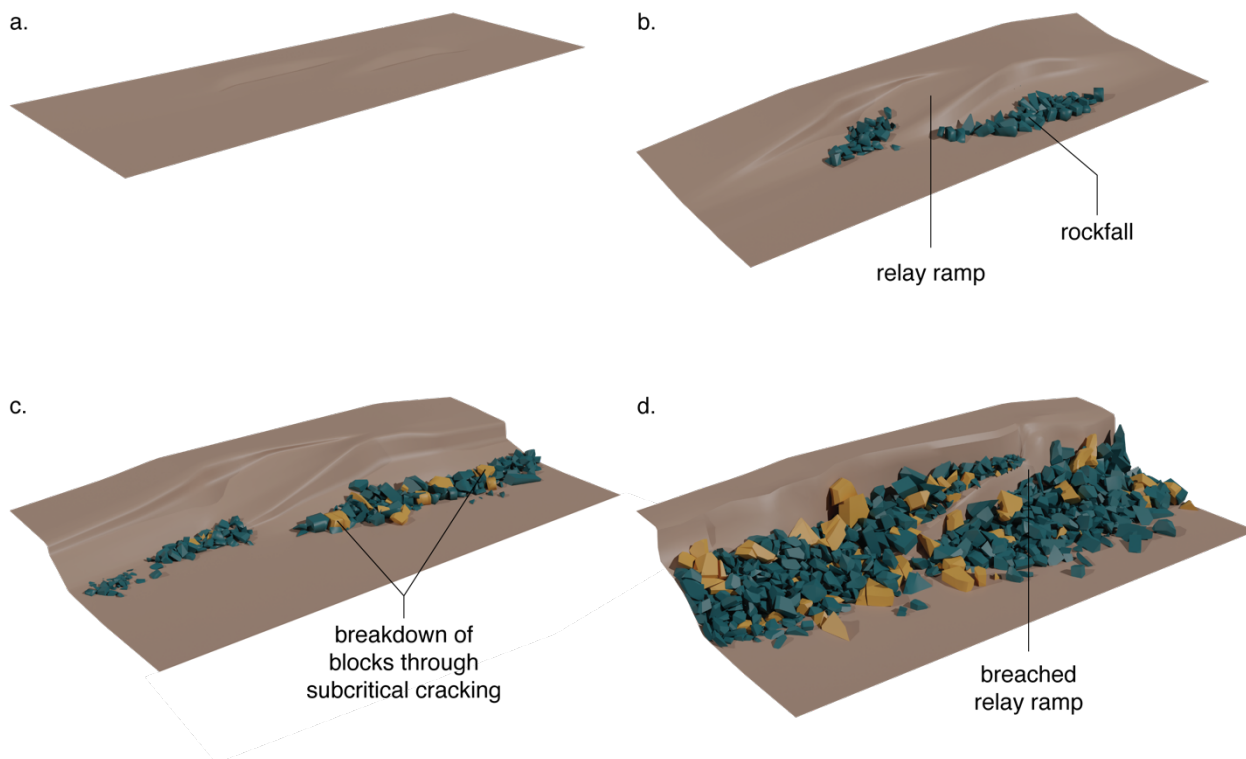 a.
b.
relay ramp
rockfall
c.
breakdown of
blocks through
subcritical cracking
d.
breached
relay ramp